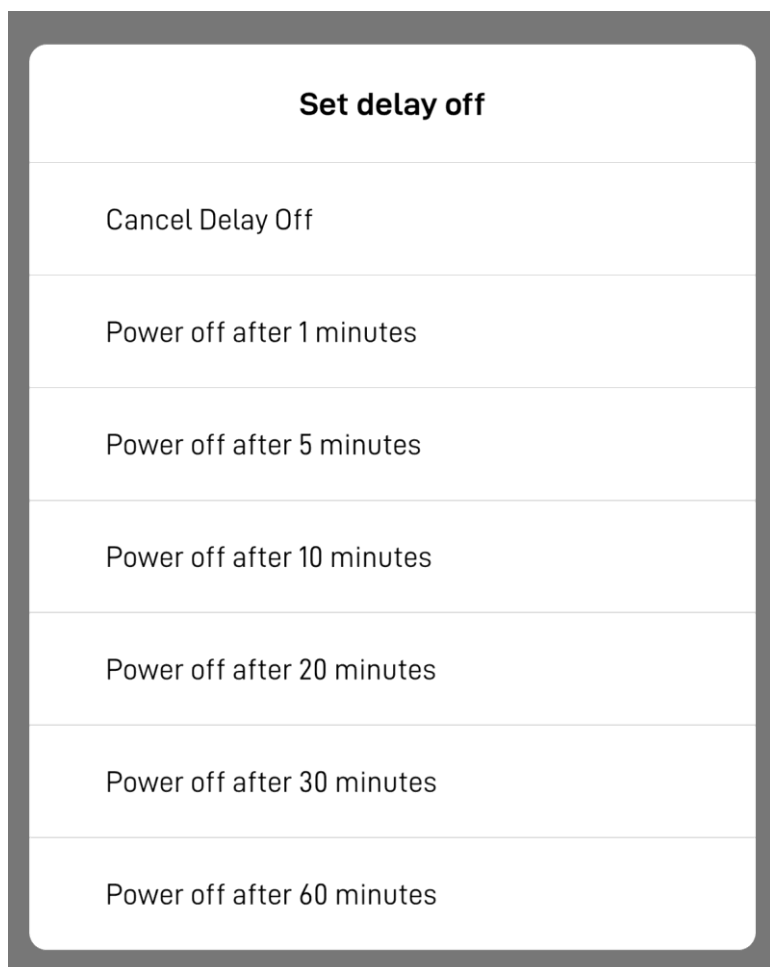 Set delay off
Cancel Delay Off
Power off after 1 minutes
Power off after 5 minutes
Power off after 10 minutes
Power off after 20 minutes
Power off after 30 minutes
Power off after 60 minutes